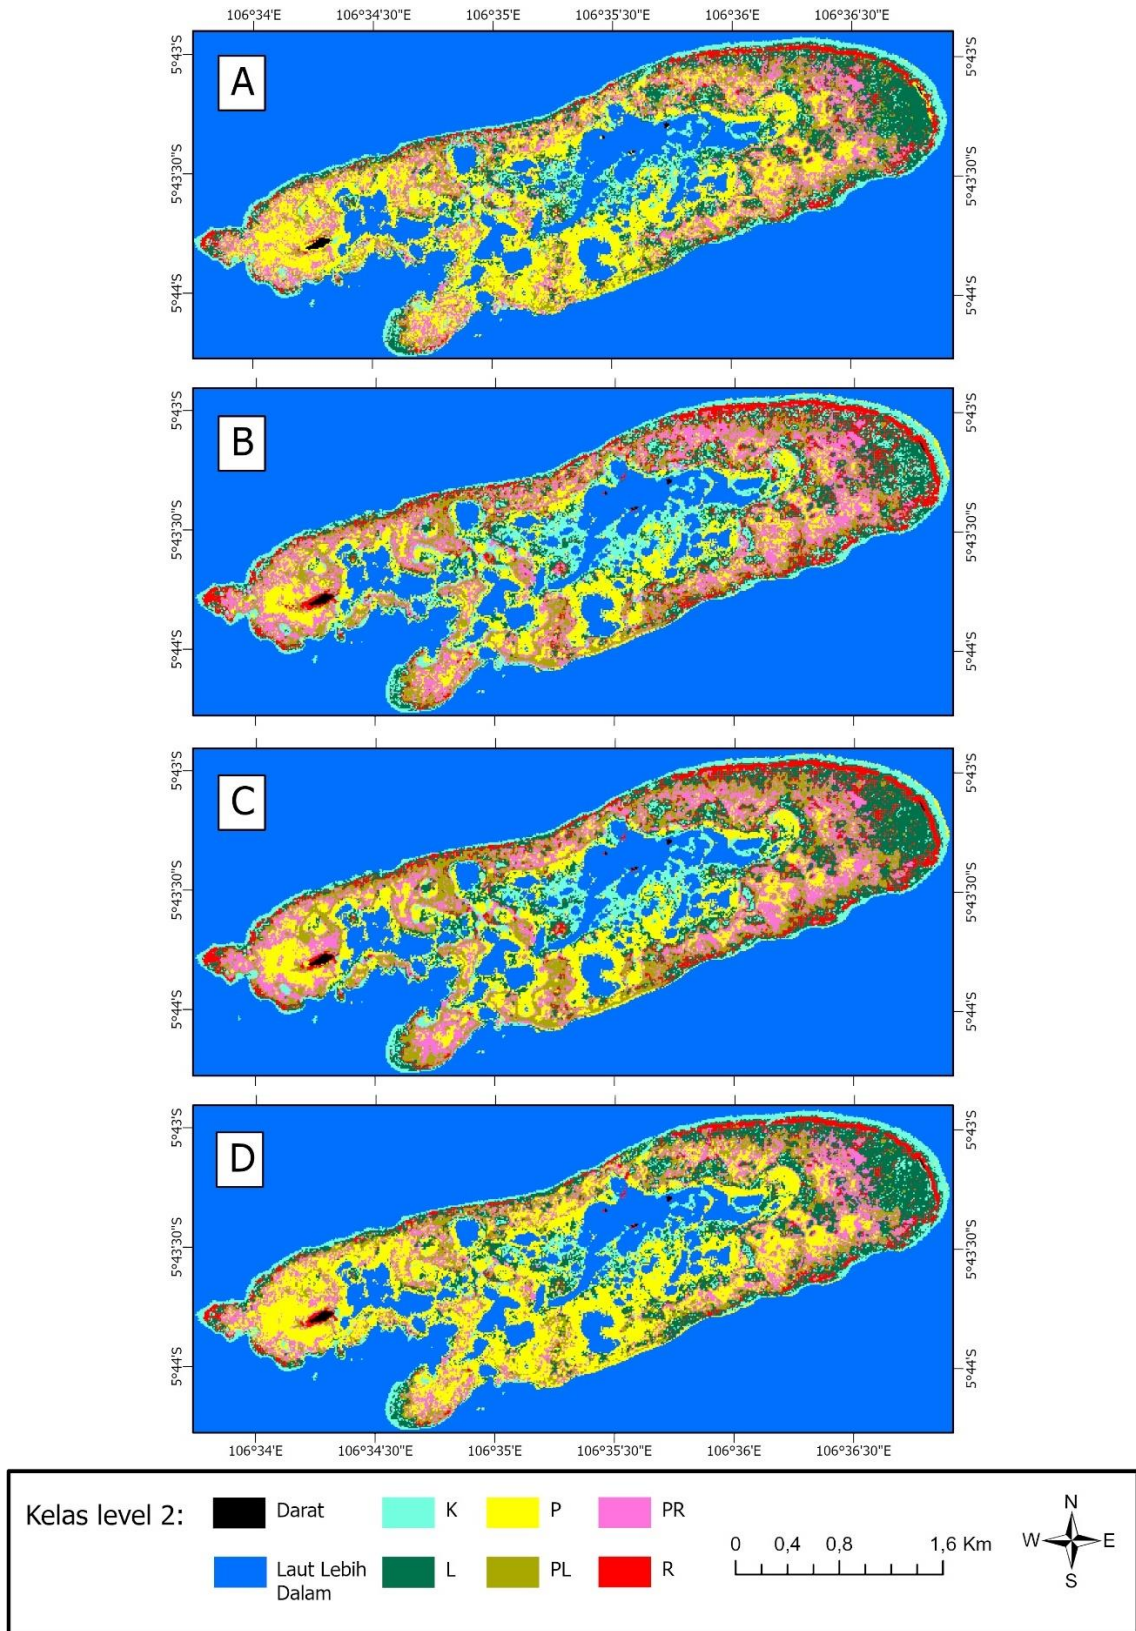 106°34'E 106°34'30"E 106°35'E 106°35'30"E 106°36'E 106°36'30"E
A
5°43'S 5°43'S
5°43'30"S 5°43'30"S
5°44'S 5°44'S
B
5°43'S 5°43'S
5°43'30"S 5°43'30"S
5°44'S 5°44'S
C
5°43'S 5°43'S
5°43'30"S 5°43'30"S
5°44'S 5°44'S
D
5°43'S 5°43'S
5°43'30"S 5°43'30"S
5°44'S 5°44'S
106°34'E 106°34'30"E 106°35'E 106°35'30"E 106°36'E 106°36'30"E
Kelas level 2:
Darat K P PR
Laut Lebih L PL R
Dalam
0 0,4 0,8 1,6 Km
N
W E
S